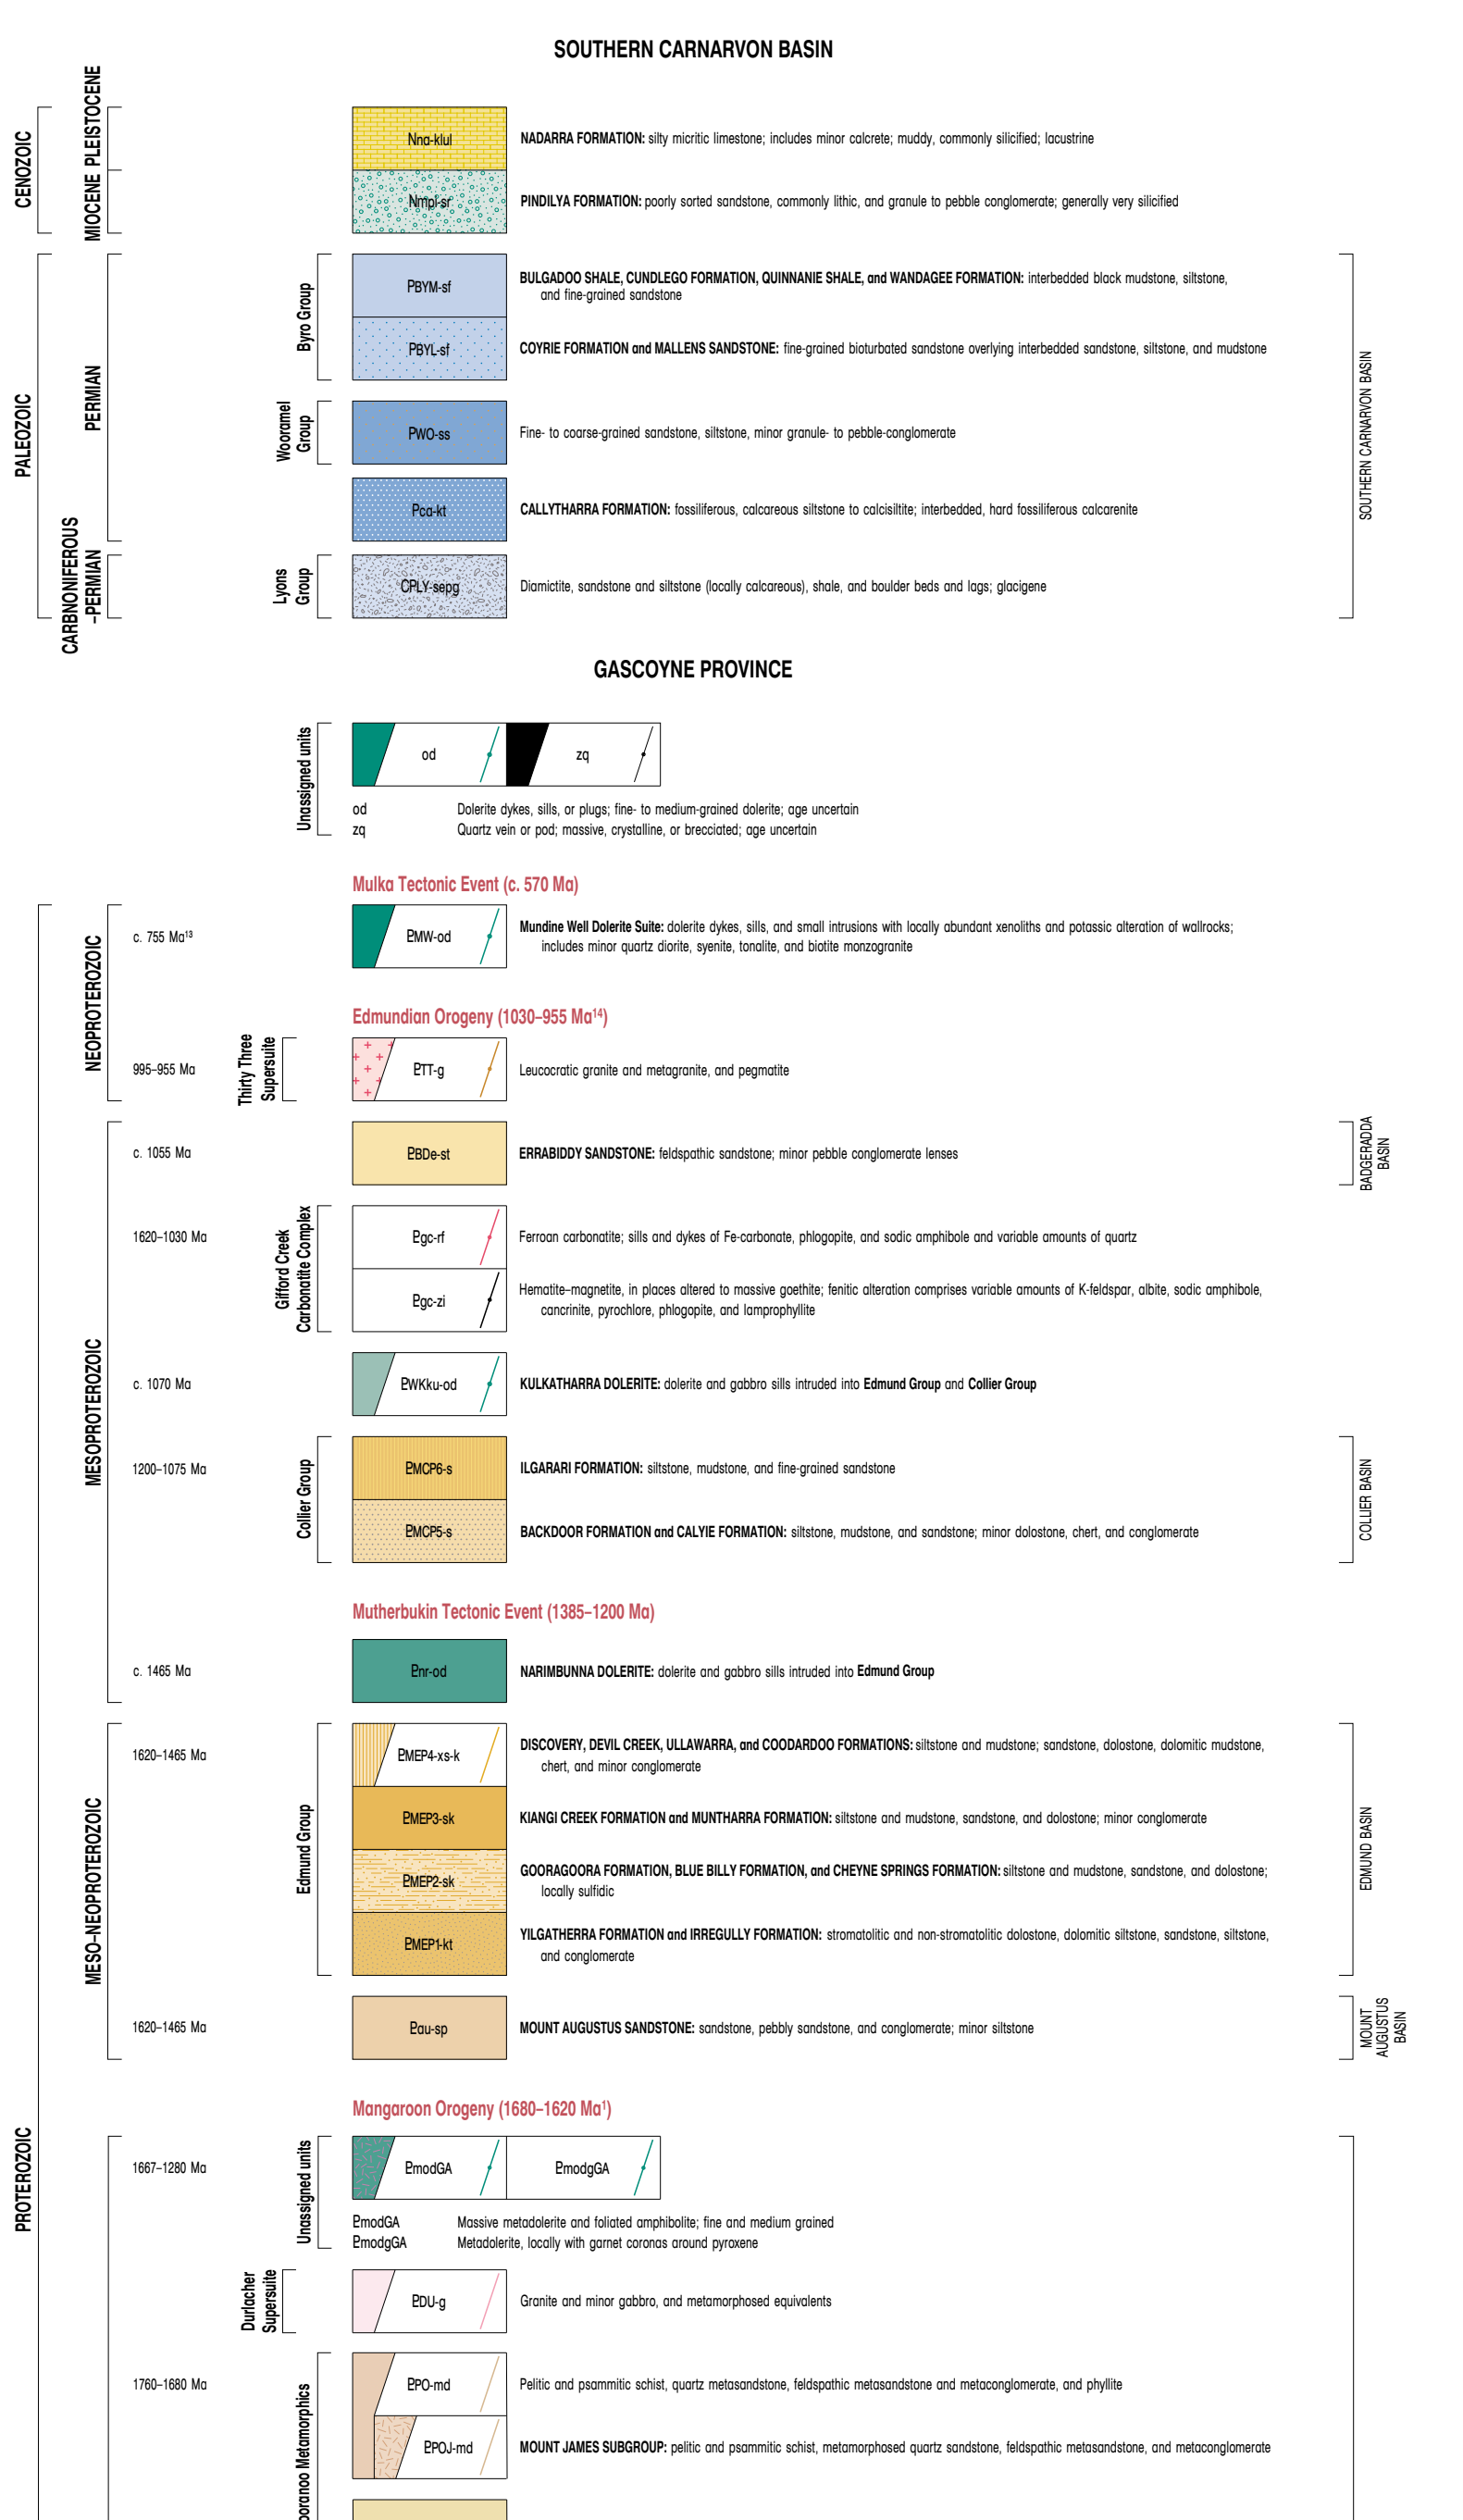 SOUTHERN CARNARVON BASIN
CENOZOIC
MIOCENE PLEISTOCENE
Nna-klul
NADARRA FORMATION: silty micritic limestone; includes minor calcrete; muddy, commonly silicified; lacustrine
Nmpi-sr
PINDILYA FORMATION: poorly sorted sandstone, commonly lithic, and granule to pebble conglomerate; generally very silicified
PALEOZOIC
PERMIAN
Byro Group
PBYM-sf
BULGADOO SHALE, CUNDLEGO FORMATION, QUINNANIE SHALE, and WANDAGEE FORMATION: interbedded black mudstone, siltstone,
and fine-grained sandstone
PBYL-sf
COYRIE FORMATION and MALLENS SANDSTONE: fine-grained bioturbated sandstone overlying interbedded sandstone, siltstone, and mudstone
Wooramel
Group
PWO-ss
Fine- to coarse-grained sandstone, siltstone, minor granule- to pebble-conglomerate
Pca-kt
CALLYTHARRA FORMATION: fossiliferous, calcareous siltstone to calcisiltite; interbedded, hard fossiliferous calcarenite
SOUTHERN CARNARVON BASIN
CARBNONIFEROUS
–PERMIAN
Lyons
Group
CPLY-sepg
Diamictite, sandstone and siltstone (locally calcareous), shale, and boulder beds and lags; glacigene
GASCOYNE PROVINCE
Unassigned units
od
zq
od Dolerite dykes, sills, or plugs; fine- to medium-grained dolerite; age uncertain
zq Quartz vein or pod; massive, crystalline, or brecciated; age uncertain
PROTEROZOIC
Mulka Tectonic Event (c. 570 Ma)
NEOPROTEROZOIC
c. 755 Ma¹³
PMW-od
Mundine Well Dolerite Suite: dolerite dykes, sills, and small intrusions with locally abundant xenoliths and potassic alteration of wallrocks;
includes minor quartz diorite, syenite, tonalite, and biotite monzogranite
Edmundian Orogeny (1030–955 Ma¹⁴)
995–955 Ma
Thirty Three
Supersuite
PTT-g
Leucocratic granite and metagranite, and pegmatite
MESOPROTEROZOIC
c. 1055 Ma
PBDe-st
ERRABIDDY SANDSTONE: feldspathic sandstone; minor pebble conglomerate lenses
BADGERADDA
BASIN
1620–1030 Ma
Gifford Creek
Carbonatite Complex
Pgc-rf
Ferroan carbonatite; sills and dykes of Fe-carbonate, phlogopite, and sodic amphibole and variable amounts of quartz
Pgc-zi
Hematite–magnetite, in places altered to massive goethite; fenitic alteration comprises variable amounts of K-feldspar, albite, sodic amphibole,
cancrinite, pyrochlore, phlogopite, and lamprophyllite
c. 1070 Ma
PWKku-od
KULKATHARRA DOLERITE: dolerite and gabbro sills intruded into Edmund Group and Collier Group
1200–1075 Ma
Collier Group
PMCP6-s
ILGARARI FORMATION: siltstone, mudstone, and fine-grained sandstone
PMCP5-s
BACKDOOR FORMATION and CALYIE FORMATION: siltstone, mudstone, and sandstone; minor dolostone, chert, and conglomerate
COLLIER BASIN
Mutherbukin Tectonic Event (1385–1200 Ma)
c. 1465 Ma
Pnr-od
NARIMBUNNA DOLERITE: dolerite and gabbro sills intruded into Edmund Group
MESO–NEOPROTEROZOIC
1620–1465 Ma
Edmund Group
PMEP4-xs-k
DISCOVERY, DEVIL CREEK, ULLAWARRA, and COODARDOO FORMATIONS: siltstone and mudstone; sandstone, dolostone, dolomitic mudstone,
chert, and minor conglomerate
PMEP3-sk
KIANGI CREEK FORMATION and MUNTHARRA FORMATION: siltstone and mudstone, sandstone, and dolostone; minor conglomerate
PMEP2-sk
GOORAGOORA FORMATION, BLUE BILLY FORMATION, and CHEYNE SPRINGS FORMATION: siltstone and mudstone, sandstone, and dolostone;
locally sulfidic
PMEP1-kt
YILGATHERRA FORMATION and IRREGULLY FORMATION: stromatolitic and non-stromatolitic dolostone, dolomitic siltstone, sandstone, siltstone,
and conglomerate
EDMUND BASIN
1620–1465 Ma
Pau-sp
MOUNT AUGUSTUS SANDSTONE: sandstone, pebbly sandstone, and conglomerate; minor siltstone
MOUNT
AUGUSTUS
BASIN
Mangaroon Orogeny (1680–1620 Ma¹)
1667–1280 Ma
Unassigned units
PmodGA
PmodgGA
PmodGA Massive metadolerite and foliated amphibolite; fine and medium grained
PmodgGA Metadolerite, locally with garnet coronas around pyroxene
Durlacher
Supersuite
PDU-g
Granite and minor gabbro, and metamorphosed equivalents
1760–1680 Ma
PPO-md
Pelitic and psammitic schist, quartz metasandstone, feldspathic metasandstone and metaconglomerate, and phyllite
PPOJ-md
MOUNT JAMES SUBGROUP: pelitic and psammitic schist, metamorphosed quartz sandstone, feldspathic metasandstone, and metaconglomerate
Metamorphics